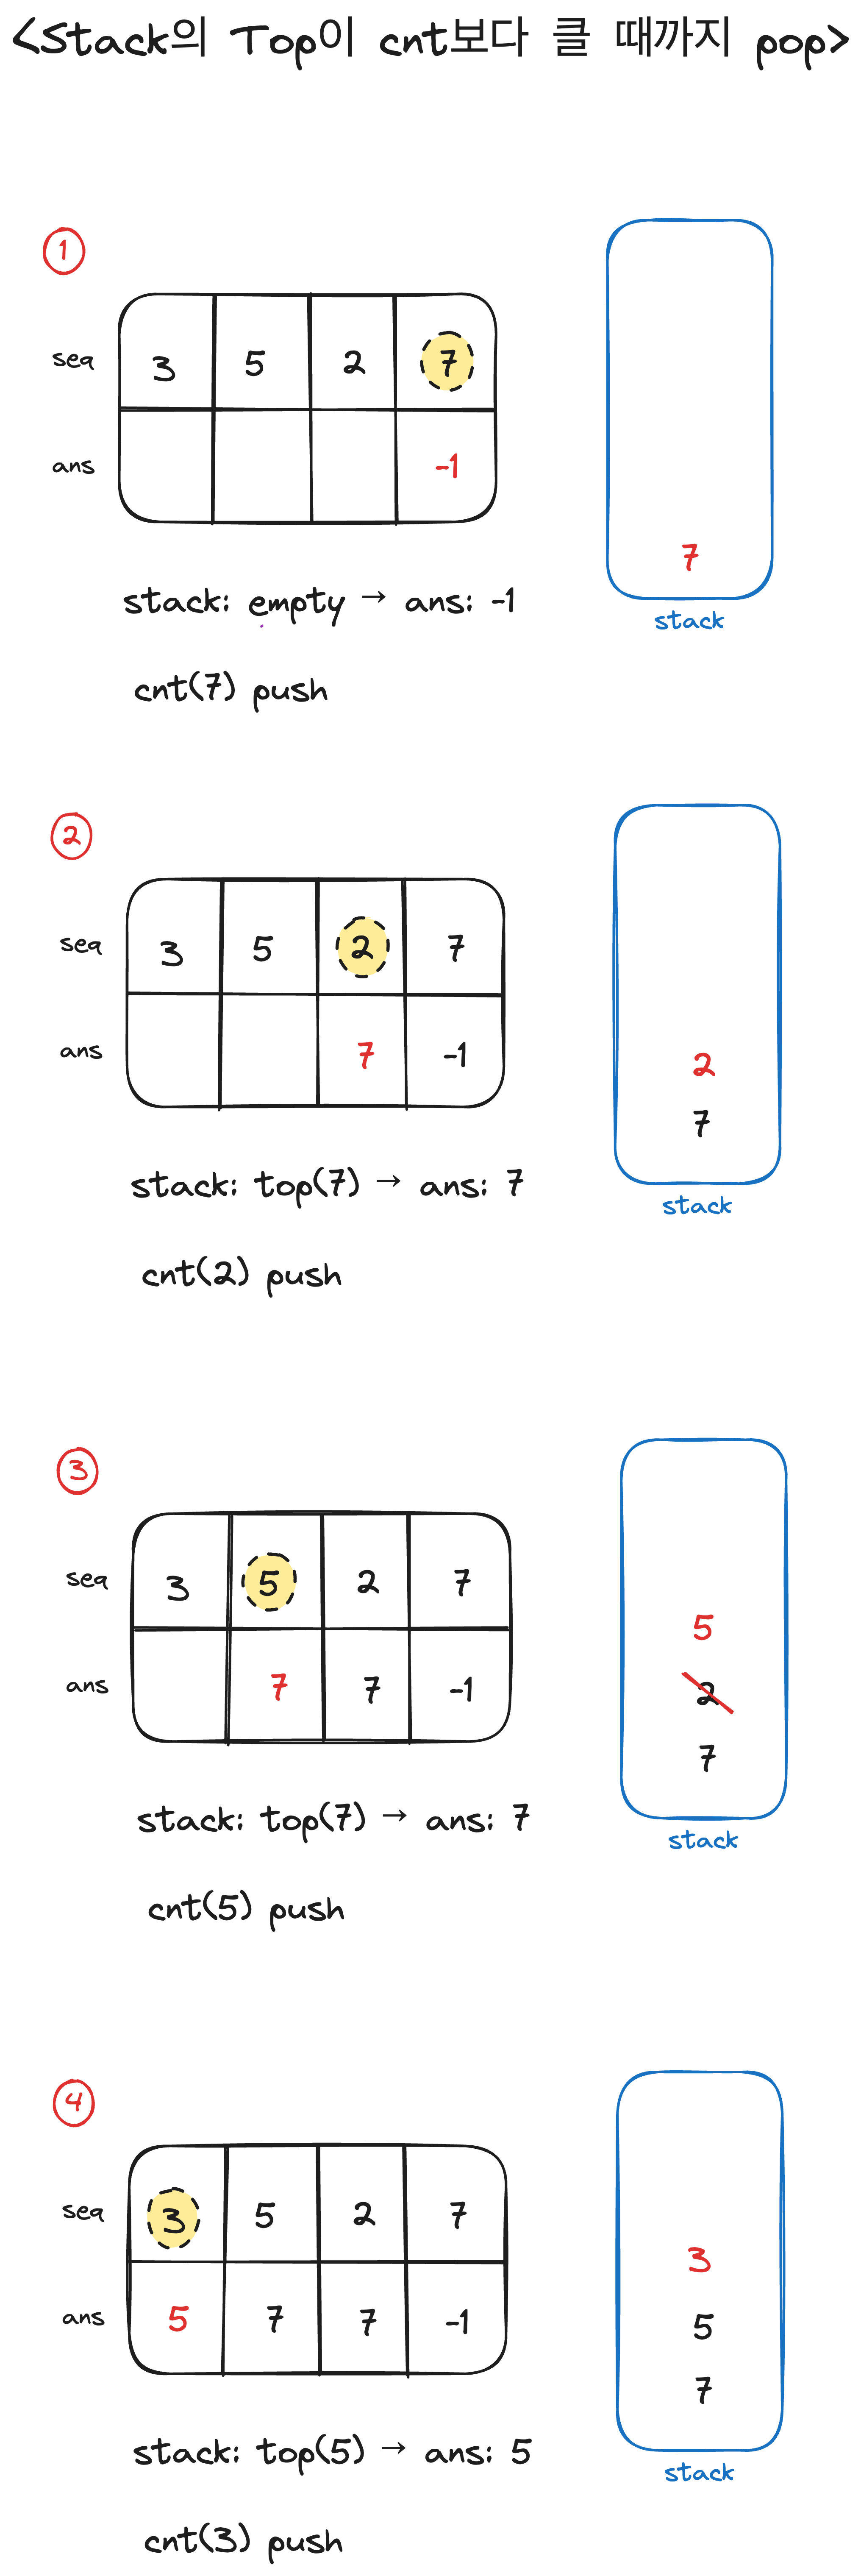 <Stack의 Top이 cnt보다 클 때까지 pop>
1
seq 3 5 2 7
ans -1
7
stack
stack: empty → ans: -1
cnt(7) push
2
seq 3 5 2 7
ans 7 -1
2
7
stack
stack: top(7) → ans: 7
cnt(2) push
3
seq 3 5 2 7
ans 7 7 -1
5
2
7
stack
stack: top(7) → ans: 7
cnt(5) push
4
seq 3 5 2 7
ans 5 7 7 -1
3
5
7
stack
stack: top(5) → ans: 5
cnt(3) push